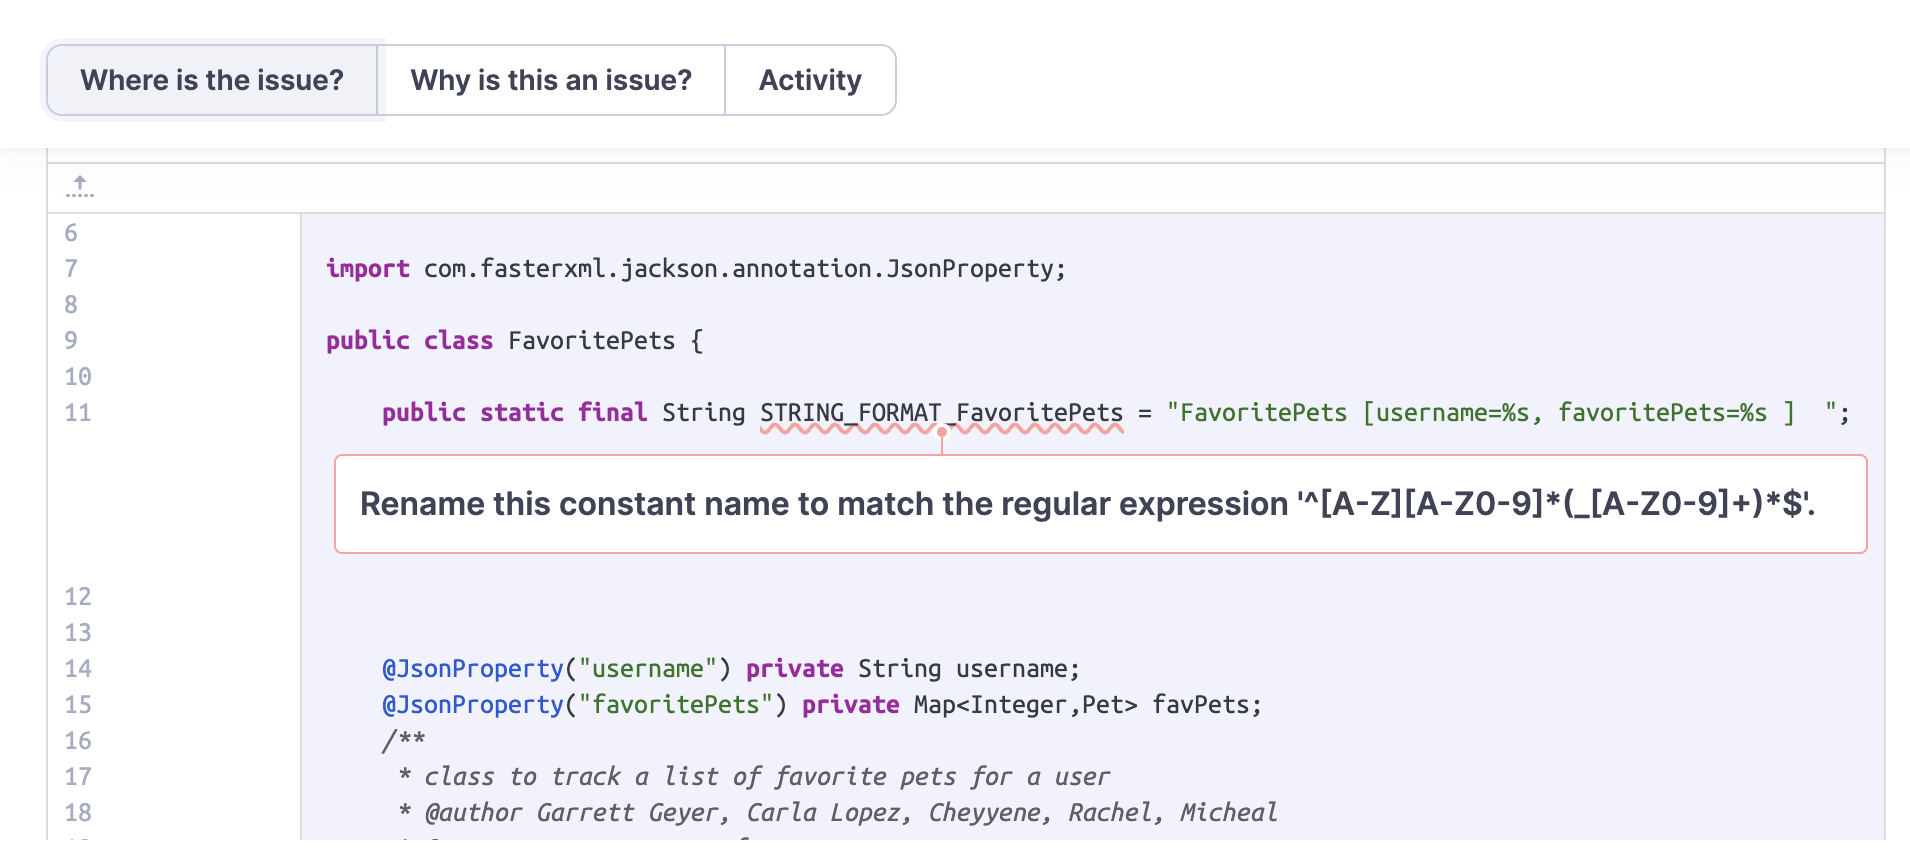 Where is the issue? Why is this an issue? Activity
6
7 import com.fasterxml.jackson.annotation.JsonProperty;
8
9 public class FavoritePets {
10
11 public static final String STRING_FORMAT_FavoritePets = "FavoritePets [username=%s, favoritePets=%s ]  ";
Rename this constant name to match the regular expression '^[A-Z][A-Z0-9]*(_[A-Z0-9]+)*$'.
12
13
14 @JsonProperty("username") private String username;
15 @JsonProperty("favoritePets") private Map<Integer,Pet> favPets;
16 /**
17 * class to track a list of favorite pets for a user
18 * @author Garrett Geyer, Carla Lopez, Cheyyene, Rachel, Micheal